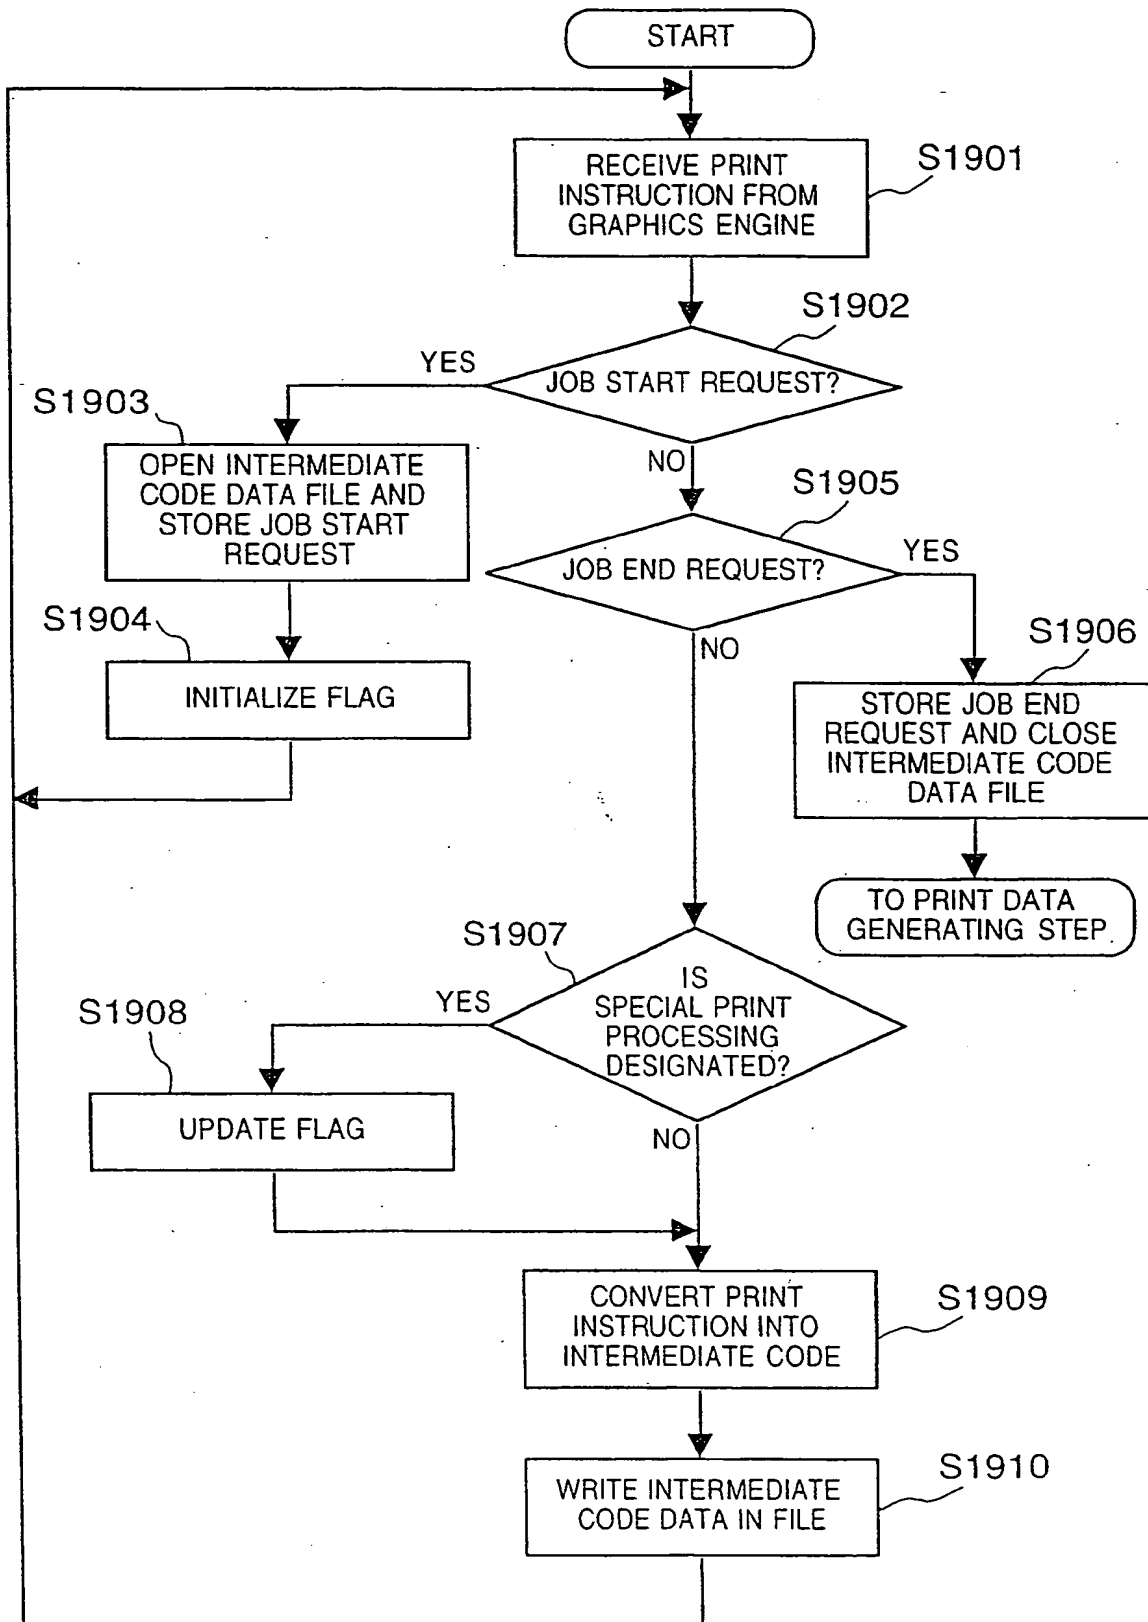 START
RECEIVE PRINT
INSTRUCTION FROM
GRAPHICS ENGINE
S1901
S1902
YES
JOB START REQUEST?
S1903
OPEN INTERMEDIATE
CODE DATA FILE AND
STORE JOB START
REQUEST
NO
S1905
JOB END REQUEST?
YES
S1904
INITIALIZE FLAG
NO
S1906
STORE JOB END
REQUEST AND CLOSE
INTERMEDIATE CODE
DATA FILE
TO PRINT DATA
GENERATING STEP
S1907
YES
IS
SPECIAL PRINT
PROCESSING
DESIGNATED?
S1908
UPDATE FLAG
NO
CONVERT PRINT
INSTRUCTION INTO
INTERMEDIATE CODE
S1909
WRITE INTERMEDIATE
CODE DATA IN FILE
S1910